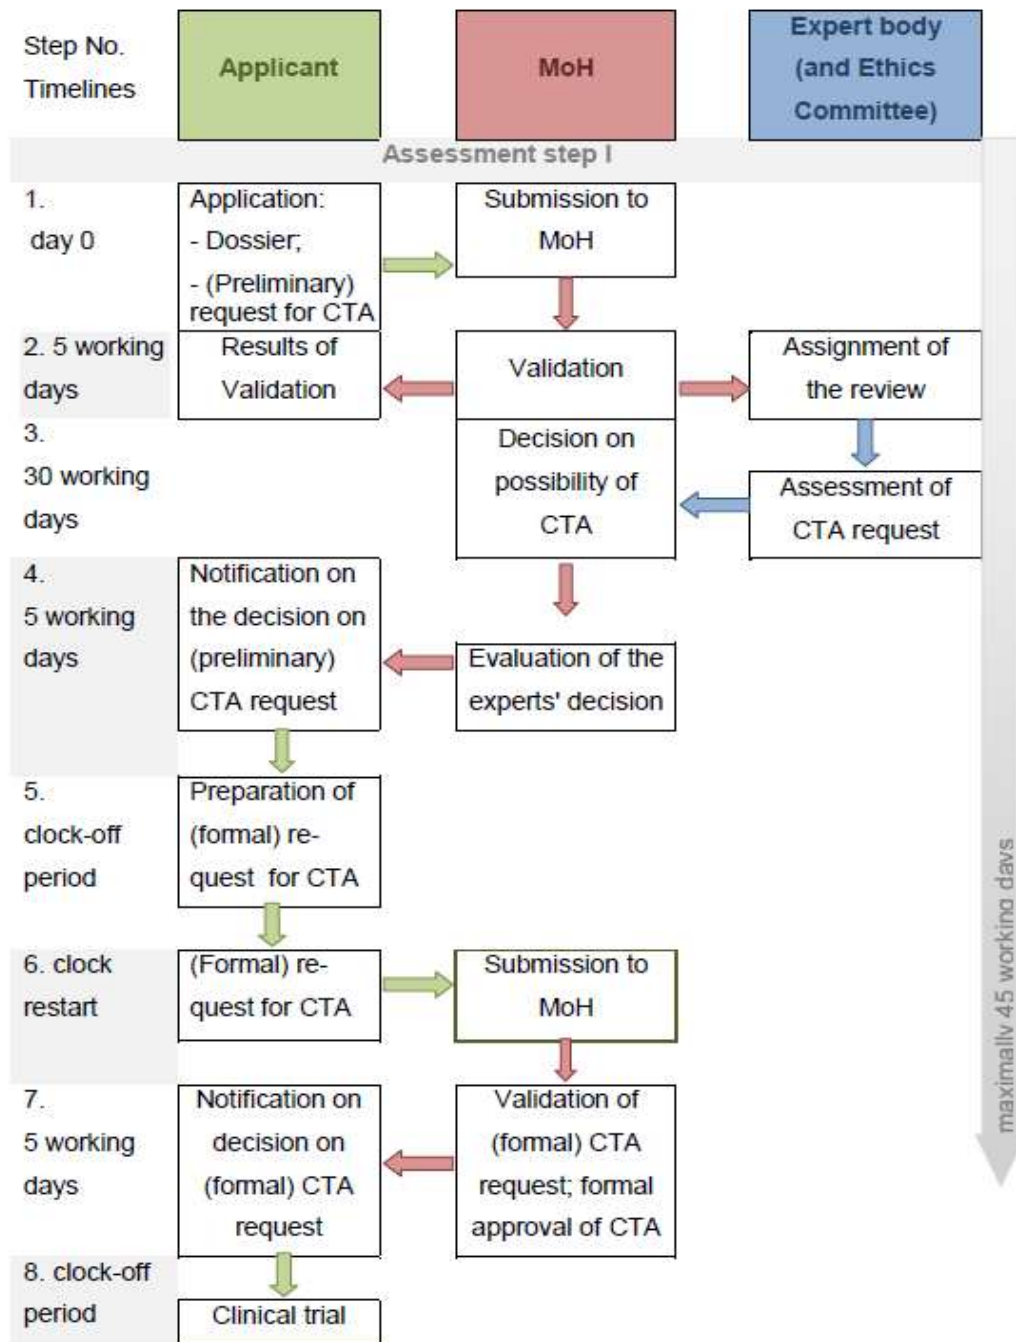 Step No.
Timelines
Applicant
MoH
Expert body
(and Ethics
Committee)
Assessment step I
1.
day 0
Application:
- Dossier;
- (Preliminary)
request for CTA
Submission to
MoH
2. 5 working
days
Results of
Validation
Validation
Assignment of
the review
3.
30 working
days
Decision on
possibility of
CTA
Assessment of
CTA request
4.
5 working
days
Notification on
the decision on
(preliminary)
CTA request
Evaluation of the
experts' decision
5.
clock-off
period
Preparation of
(formal) re-
quest for CTA
6. clock
restart
(Formal) re-
quest for CTA
Submission to
MoH
7.
5 working
days
Notification on
decision on
(formal) CTA
request
Validation of
(formal) CTA
request; formal
approval of CTA
8. clock-off
period
Clinical trial
maximally 45 working days